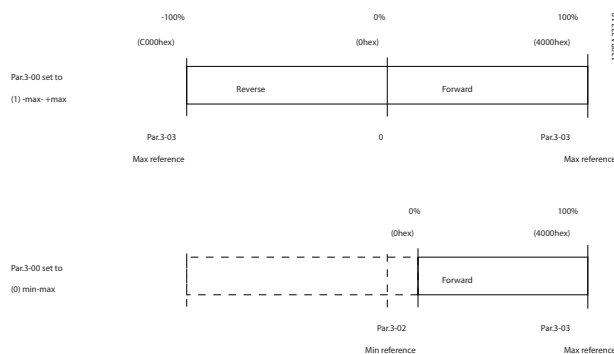 -100% 0% 100%
(C000hex) (0hex) (4000hex)
Par.3-00 set to
(1) -max- +max
Reverse Forward
Par.3-03 0 Par.3-03
Max reference Max reference
0% 100%
(0hex) (4000hex)
Par.3-00 set to
(0) min-max
Forward
Par.3-02 Par.3-03
Min reference Max reference